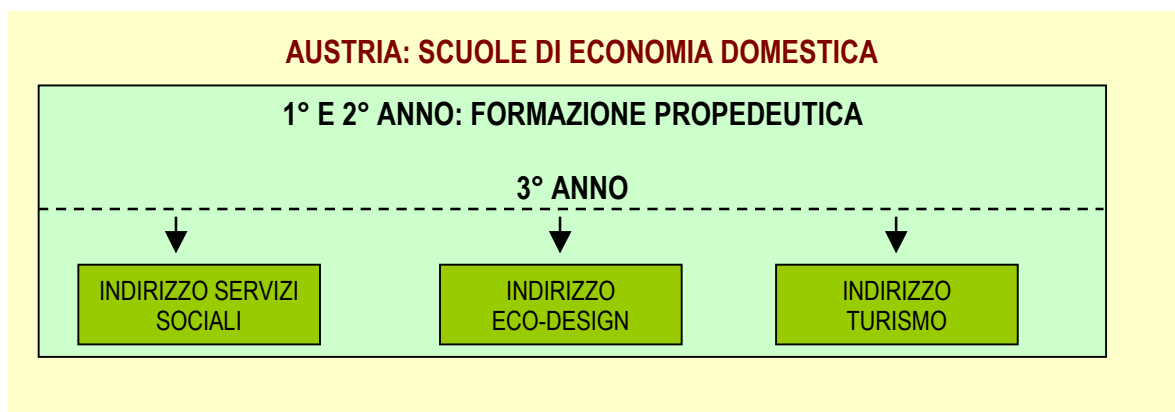 AUSTRIA: SCUOLE DI ECONOMIA DOMESTICA
1° E 2° ANNO: FORMAZIONE PROPEDEUTICA
3° ANNO
INDIRIZZO SERVIZI
SOCIALI
INDIRIZZO
ECO-DESIGN
INDIRIZZO
TURISMO